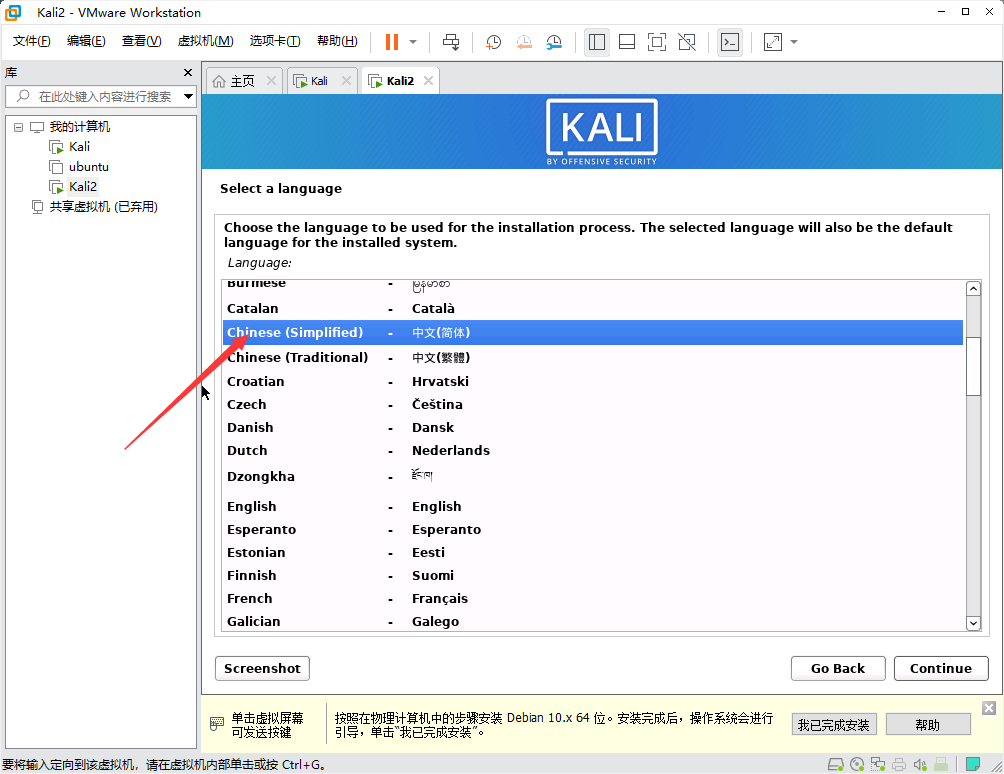 Kali2 - VMware Workstation
文件(F) 编辑(E) 查看(V) 虚拟机(M) 选项卡(T) 帮助(H)
库
在此处键入内容进行搜索
我的计算机
Kali
ubuntu
Kali2
共享虚拟机 (已弃用)
主页 Kali Kali2
KALI
BY OFFENSIVE SECURITY
Select a language
Choose the language to be used for the installation process. The selected language will also be the default
language for the installed system.
Language:
Burmese - မြန်မာစာ
Catalan - Català
Chinese (Simplified) - 中文(简体)
Chinese (Traditional) - 中文(繁體)
Croatian - Hrvatski
Czech - Čeština
Danish - Dansk
Dutch - Nederlands
Dzongkha - རྫོང་ཁ།
English - English
Esperanto - Esperanto
Estonian - Eesti
Finnish - Suomi
French - Français
Galician - Galego
Screenshot Go Back Continue
单击虚拟屏幕
可发送按键
按照在物理计算机中的步骤安装 Debian 10.x 64 位。安装完成后，操作系统会进行
引导，单击“我已完成安装”。
我已完成安装 帮助
要将输入定向到该虚拟机，请在虚拟机内部单击或按 Ctrl+G。